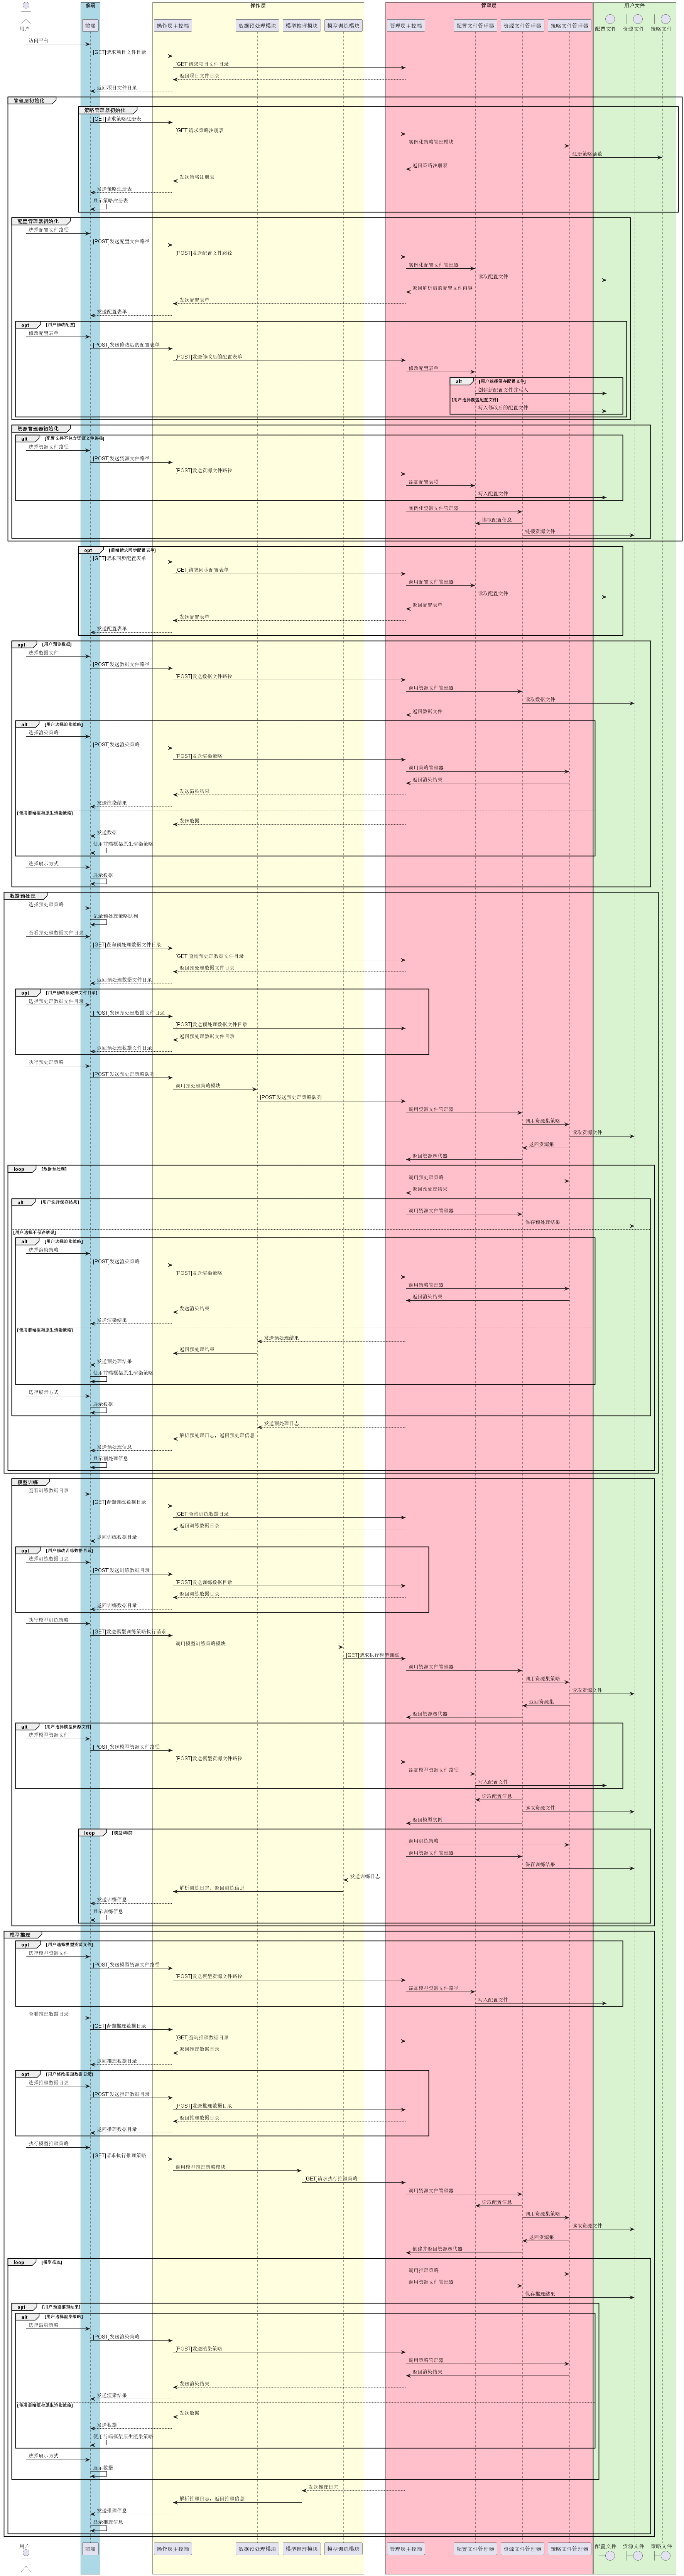 前端
操作层
管理层
用户文件
用户
前端
操作层主控端
数据预处理模块
模型推理模块
模型训练模块
管理层主控端
配置文件管理器
资源文件管理器
策略文件管理器
配置文件
资源文件
策略文件
访问平台
[GET]请求项目文件目录
[GET]请求项目文件目录
返回项目文件目录
返回项目文件目录
管理层初始化
策略管理器初始化
[GET]请求策略注册表
[GET]请求策略注册表
实例化策略管理模块
注册策略函数
返回策略注册表
发送策略注册表
发送策略注册表
显示策略注册表
配置管理器初始化
选择配置文件路径
[POST]发送配置文件路径
[POST]发送配置文件路径
实例化配置文件管理器
读取配置文件
返回解析后的配置文件内容
发送配置表单
发送配置表单
opt [用户修改配置]
修改配置表单
[POST]发送修改后的配置表单
[POST]发送修改后的配置表单
修改配置表单
alt [用户选择保存配置文件]
创建新配置文件并写入
[用户选择覆盖配置文件]
写入修改后的配置文件
资源管理器初始化
alt [配置文件不包含资源文件路径]
选择资源文件路径
[POST]发送资源文件路径
[POST]发送资源文件路径
添加配置表项
写入配置文件
实例化资源文件管理器
读取配置信息
链接资源文件
opt [前端请求同步配置表单]
[GET]请求同步配置表单
[GET]请求同步配置表单
调用配置文件管理器
读取配置文件
返回配置表单
发送配置表单
发送配置表单
opt [用户预览数据]
选择数据文件
[POST]发送数据文件路径
[POST]发送数据文件路径
调用资源文件管理器
读取数据文件
返回数据文件
alt [用户选择渲染策略]
选择渲染策略
[POST]发送渲染策略
[POST]发送渲染策略
调用策略管理器
返回渲染结果
发送渲染结果
发送渲染结果
[使用前端框架原生渲染策略]
发送数据
发送数据
使用前端框架原生渲染策略
选择展示方式
展示数据
数据预处理
选择预处理策略
记录预处理策略队列
查看预处理数据文件目录
[GET]查询预处理数据文件目录
[GET]查询预处理数据文件目录
返回预处理数据文件目录
返回预处理数据文件目录
opt [用户修改预处理文件目录]
选择预处理数据文件目录
[POST]发送预处理数据文件目录
[POST]发送预处理数据文件目录
返回预处理数据文件目录
返回预处理数据文件目录
执行预处理策略
[POST]发送预处理策略队列
调用预处理策略模块
[POST]发送预处理策略队列
调用资源文件管理器
调用资源集策略
读取资源文件
返回资源集
返回资源迭代器
loop [数据预处理]
调用预处理策略
返回预处理结果
alt [用户选择保存结果]
调用资源文件管理器
保存预处理结果
[用户选择不保存结果]
alt [用户选择渲染策略]
选择渲染策略
[POST]发送渲染策略
[POST]发送渲染策略
调用策略管理器
返回渲染结果
发送渲染结果
发送渲染结果
[使用前端框架原生渲染策略]
发送预处理结果
返回预处理结果
发送预处理结果
使用前端框架原生渲染策略
选择展示方式
展示数据
发送预处理日志
解析预处理日志，返回预处理信息
发送预处理信息
显示预处理信息
模型训练
查看训练数据目录
[GET]查询训练数据目录
[GET]查询训练数据目录
返回训练数据目录
返回训练数据目录
opt [用户修改训练数据目录]
选择训练数据目录
[POST]发送训练数据目录
[POST]发送训练数据目录
返回训练数据目录
返回训练数据目录
执行模型训练策略
[GET]发送模型训练策略执行请求
调用模型训练策略模块
[GET]请求执行模型训练
调用资源文件管理器
调用资源集策略
读取资源文件
返回资源集
返回资源迭代器
alt [用户选择模型资源文件]
选择模型资源文件
[POST]发送模型资源文件路径
[POST]发送模型资源文件路径
添加模型资源文件路径
写入配置文件
读取配置信息
读取资源文件
返回模型实例
loop [模型训练]
调用训练策略
调用资源文件管理器
保存训练结果
发送训练日志
解析训练日志，返回训练信息
发送训练信息
显示训练信息
模型推理
opt [用户选择模型资源文件]
选择模型资源文件
[POST]发送模型资源文件路径
[POST]发送模型资源文件路径
添加模型资源文件路径
写入配置文件
查看推理数据目录
[GET]查询推理数据目录
[GET]查询推理数据目录
返回推理数据目录
返回推理数据目录
opt [用户修改推理数据目录]
选择推理数据目录
[POST]发送推理数据目录
[POST]发送推理数据目录
返回推理数据目录
返回推理数据目录
执行模型推理策略
[GET]请求执行推理策略
调用模型推理策略模块
[GET]请求执行推理策略
调用资源文件管理器
读取配置信息
调用资源集策略
读取资源文件
返回资源集
创建并返回资源迭代器
loop [模型推理]
调用推理策略
调用资源文件管理器
保存推理结果
opt [用户预览推理结果]
alt [用户选择渲染策略]
选择渲染策略
[POST]发送渲染策略
[POST]发送渲染策略
调用策略管理器
返回渲染结果
发送渲染结果
发送渲染结果
[使用前端框架原生渲染策略]
发送数据
发送数据
使用前端框架原生渲染策略
选择展示方式
展示数据
发送推理日志
解析推理日志，返回推理信息
发送推理信息
显示推理信息
用户
前端
操作层主控端
数据预处理模块
模型推理模块
模型训练模块
管理层主控端
配置文件管理器
资源文件管理器
策略文件管理器
配置文件
资源文件
策略文件